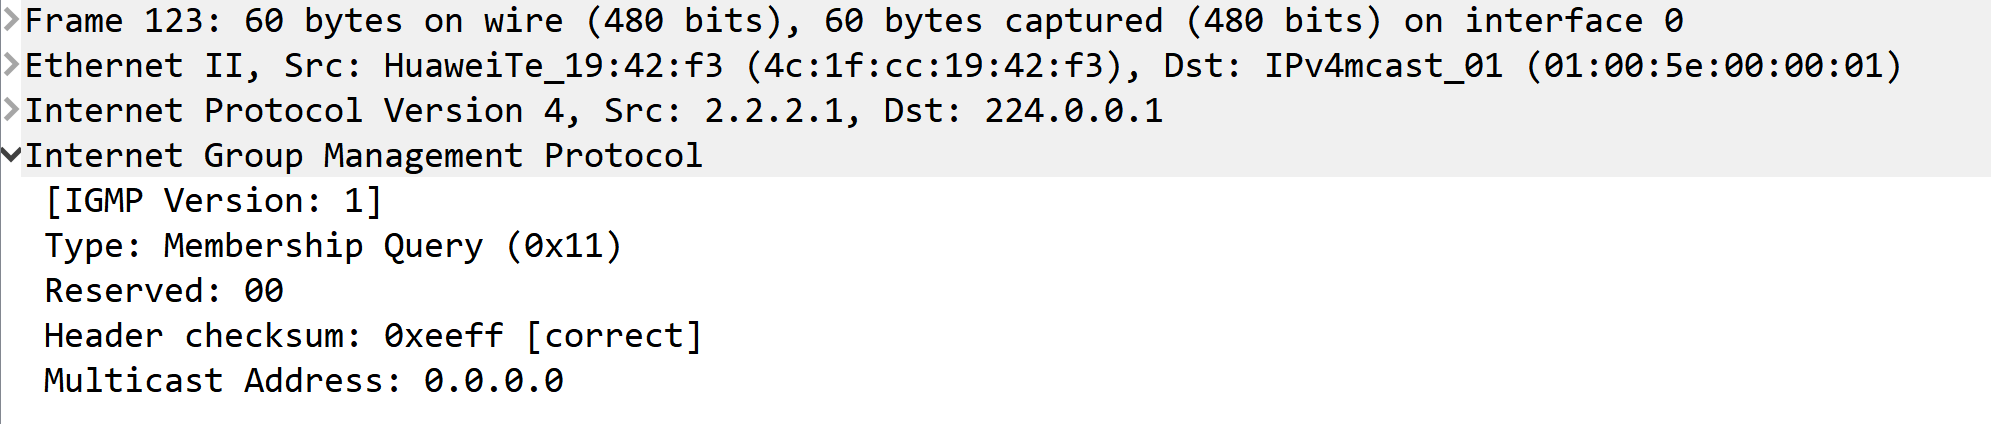 Frame 123: 60 bytes on wire (480 bits), 60 bytes captured (480 bits) on interface 0
Ethernet II, Src: HuaweiTe_19:42:f3 (4c:1f:cc:19:42:f3), Dst: IPv4mcast_01 (01:00:5e:00:00:01)
Internet Protocol Version 4, Src: 2.2.2.1, Dst: 224.0.0.1
Internet Group Management Protocol
[IGMP Version: 1]
Type: Membership Query (0x11)
Reserved: 00
Header checksum: 0xeeff [correct]
Multicast Address: 0.0.0.0